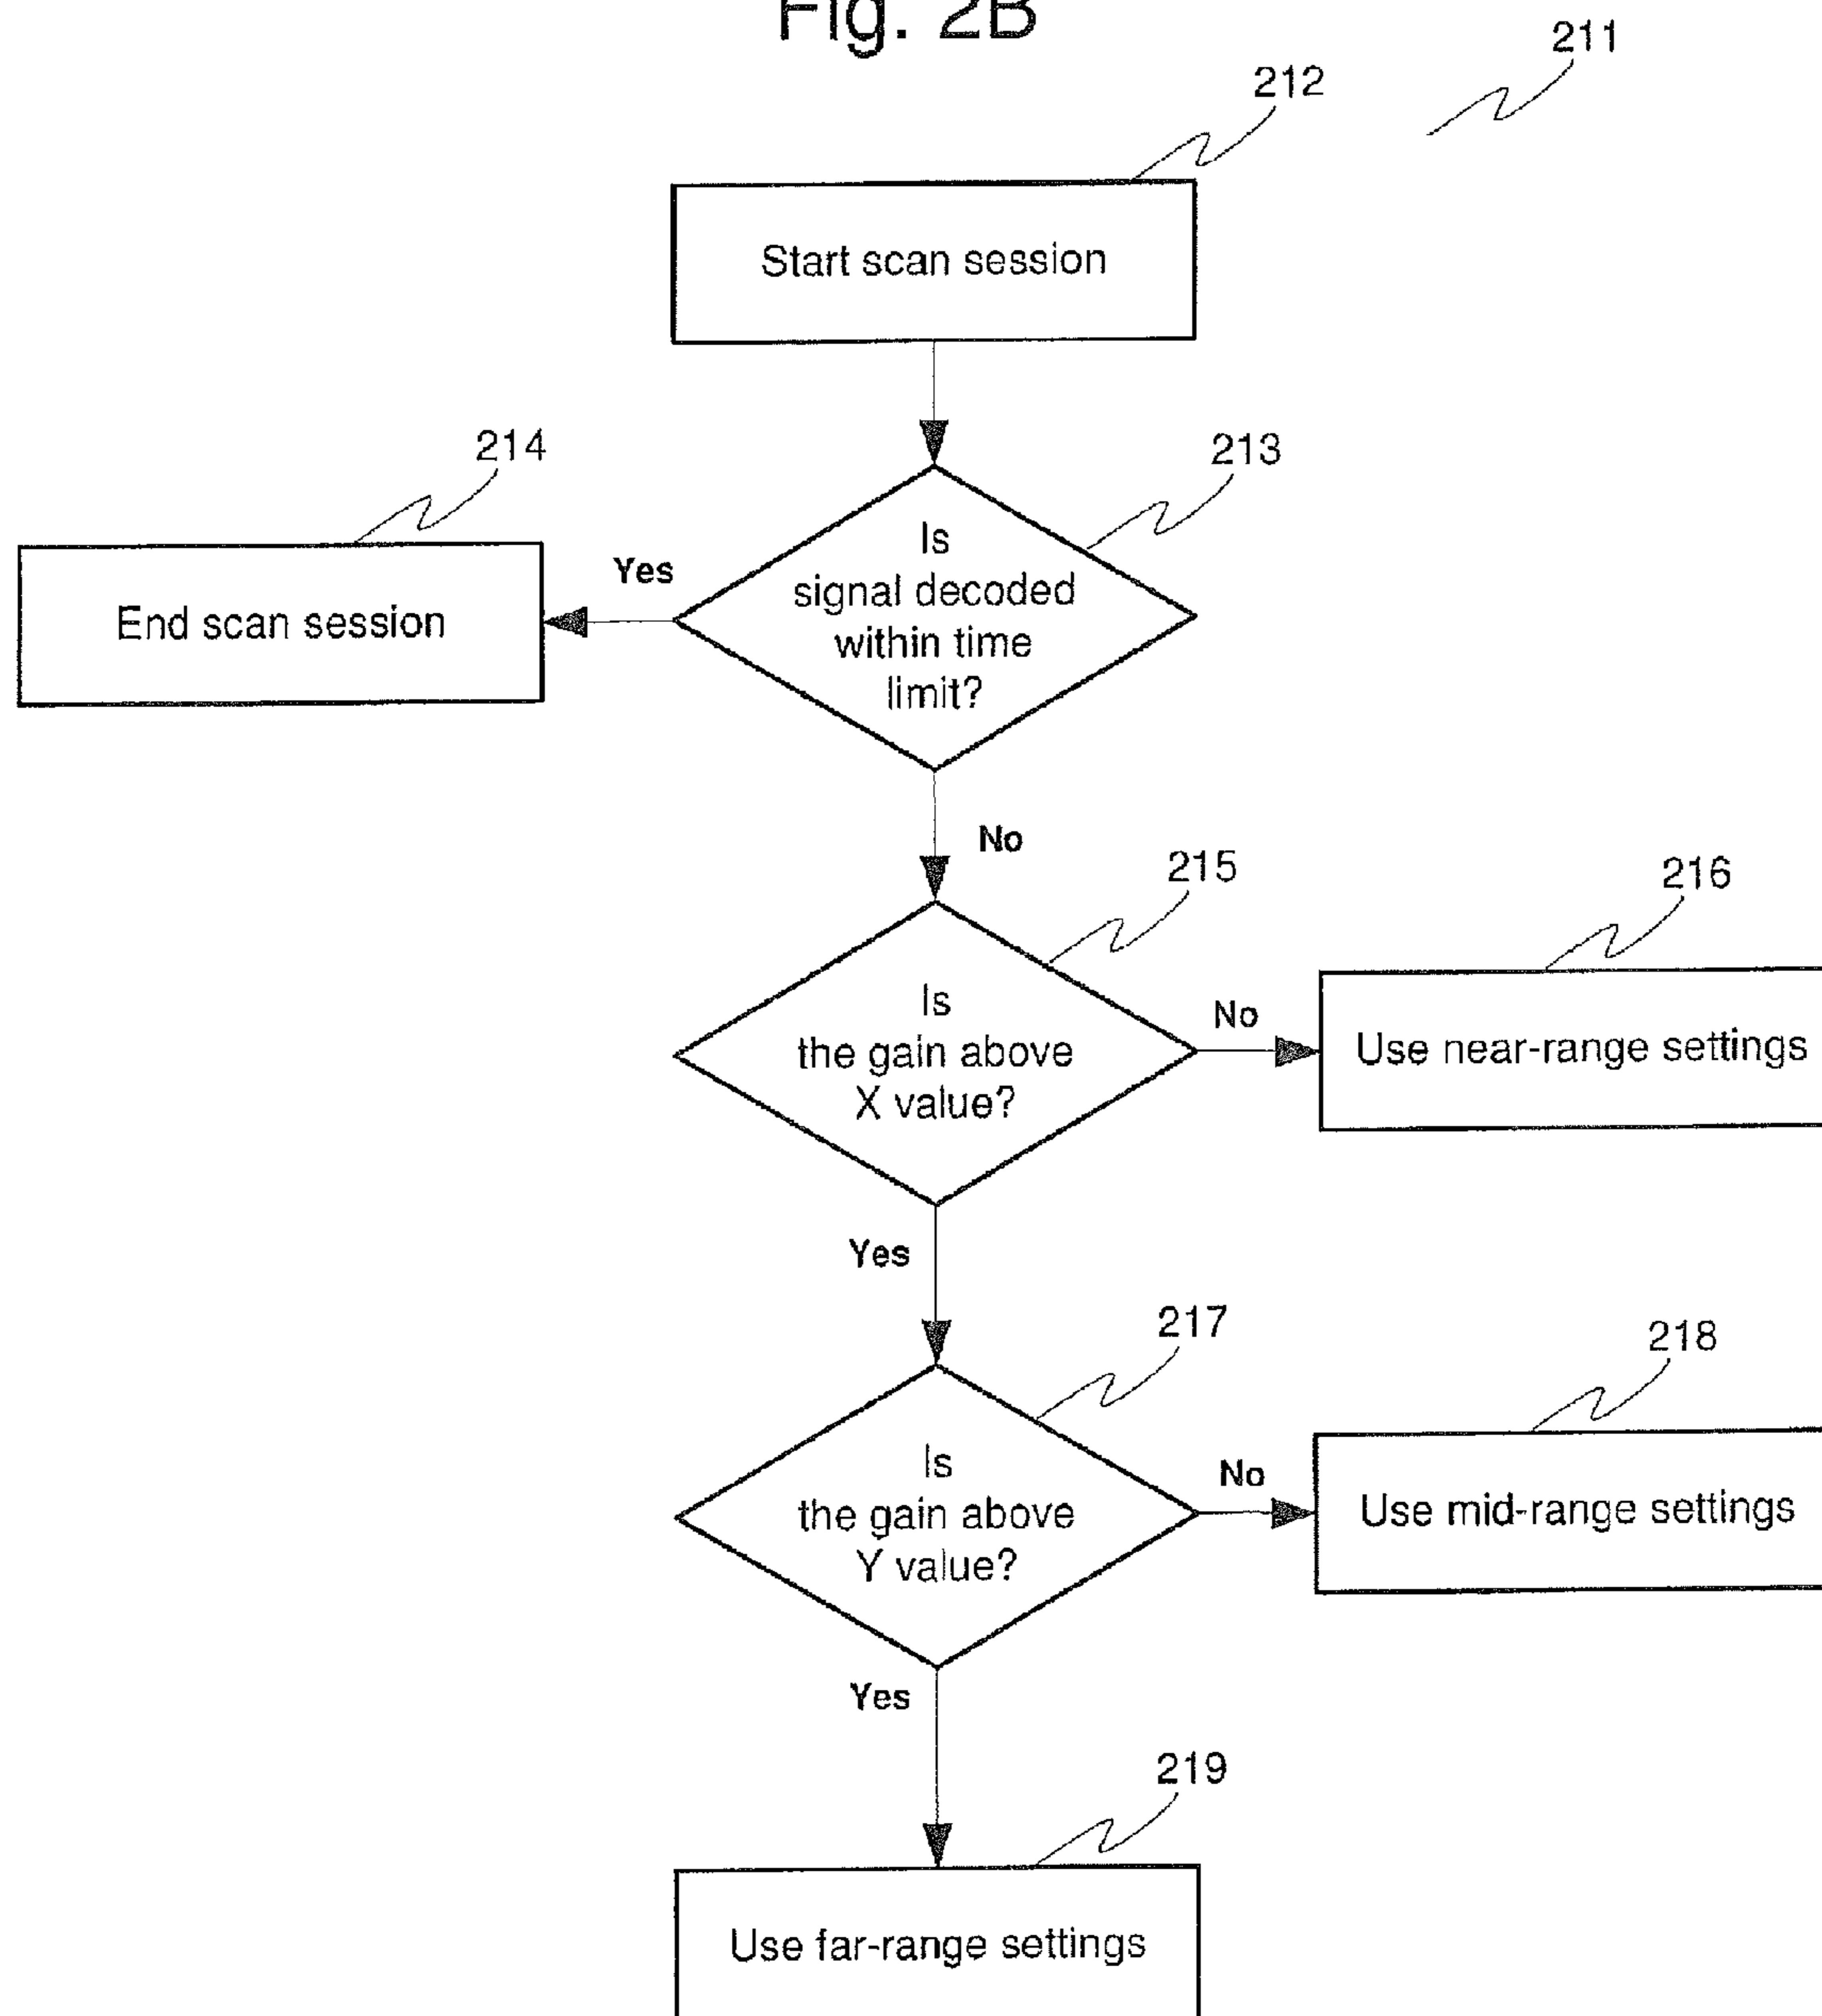 Fig. 2B
211
212
Start scan session
214
213
End scan session
Yes
Is
signal decoded
within time
limit?
No
215
216
Is
the gain above
X value?
No
Use near-range settings
Yes
217
218
Is
the gain above
Y value?
No
Use mid-range settings
Yes
219
Use far-range settings